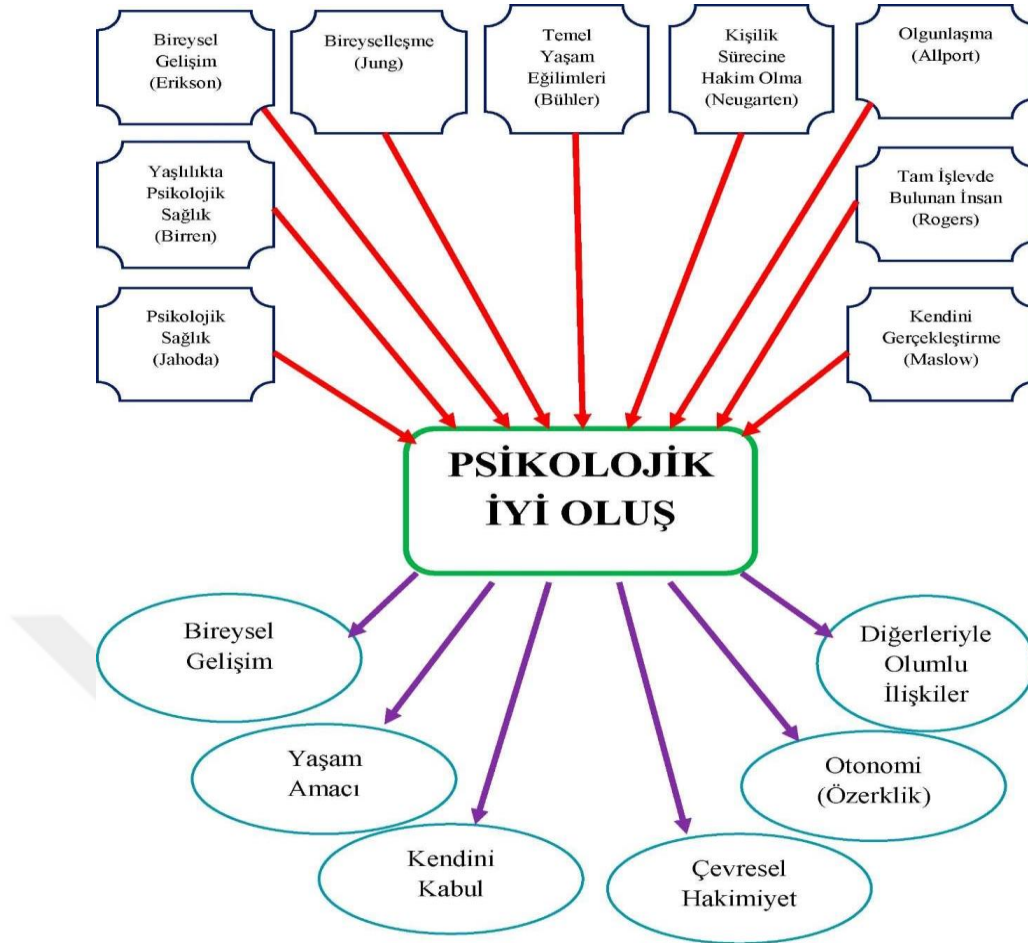 Bireysel
Gelişim
(Erikson)
Bireyselleşme
(Jung)
Temel
Yaşam
Eğilimleri
(Bühler)
Kişilik
Sürecine
Hakim Olma
(Neugarten)
Olgunlaşma
(Allport)
Yaşlılıkta
Psikolojik
Sağlık
(Birren)
Tam İşlevde
Bulunan İnsan
(Rogers)
Psikolojik
Sağlık
(Jahoda)
Kendini
Gerçekleştirme
(Maslow)
PSİKOLOJİK
İYİ OLUŞ
Bireysel
Gelişim
Diğerleriyle
Olumlu
İlişkiler
Yaşam
Amacı
Otonomi
(Özerklik)
Kendini
Kabul
Çevresel
Hakimiyet